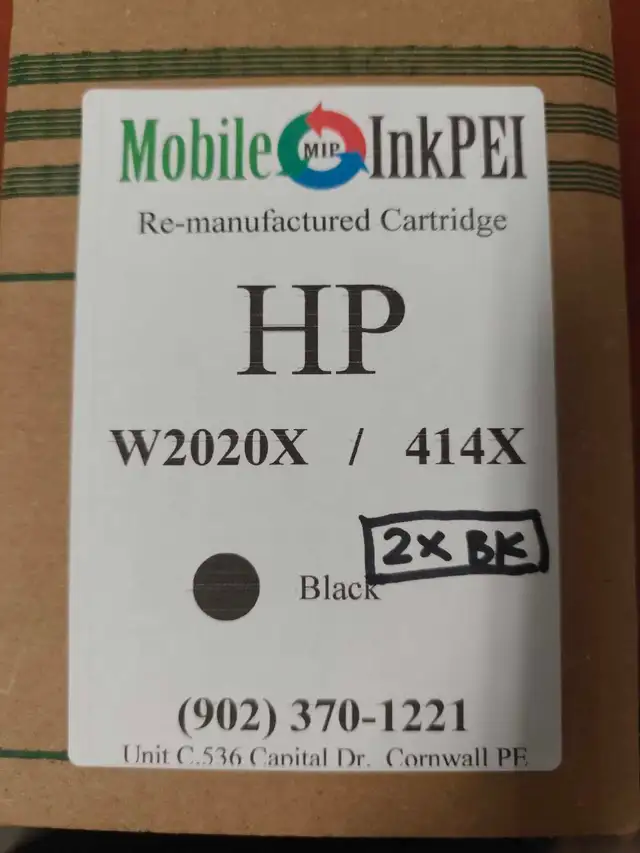 Mobile MIP InkPEI
Re-manufactured Cartridge
HP
W2020X / 414X
2X BK
Black
(902) 370-1221
Unit C.536 Capital Dr. Cornwall PE